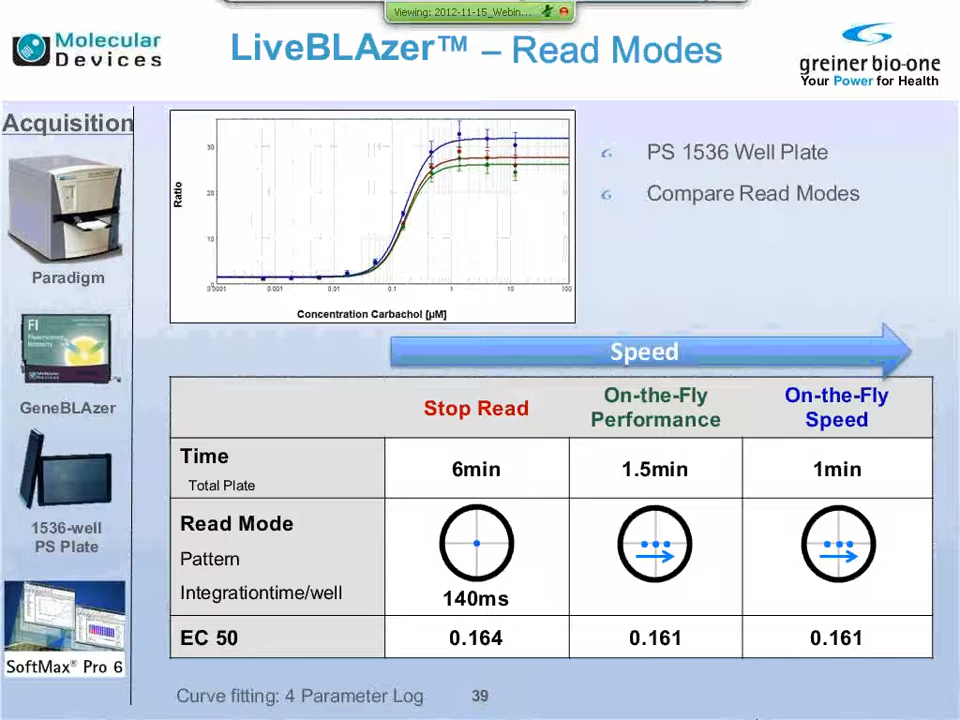 Viewing: 2012-11-15_Webin...
Molecular
Devices
LiveBLAzer™ – Read Modes
greiner bio-one
Your Power for Health
Acquisition
Paradigm
FI
Fluorescence
Intensity
GeneBLAzer
1536-well
PS Plate
SoftMax® Pro 6
Ratio
30
20
10
0
0.0001 0.001 0.01 0.1 1 10 100
Concentration Carbachol [µM]
PS 1536 Well Plate
Compare Read Modes
Speed
Stop Read
On-the-Fly
Performance
On-the-Fly
Speed
Time
Total Plate
6min
1.5min
1min
Read Mode
Pattern
Integrationtime/well
140ms
EC 50
0.164
0.161
0.161
Curve fitting: 4 Parameter Log
39